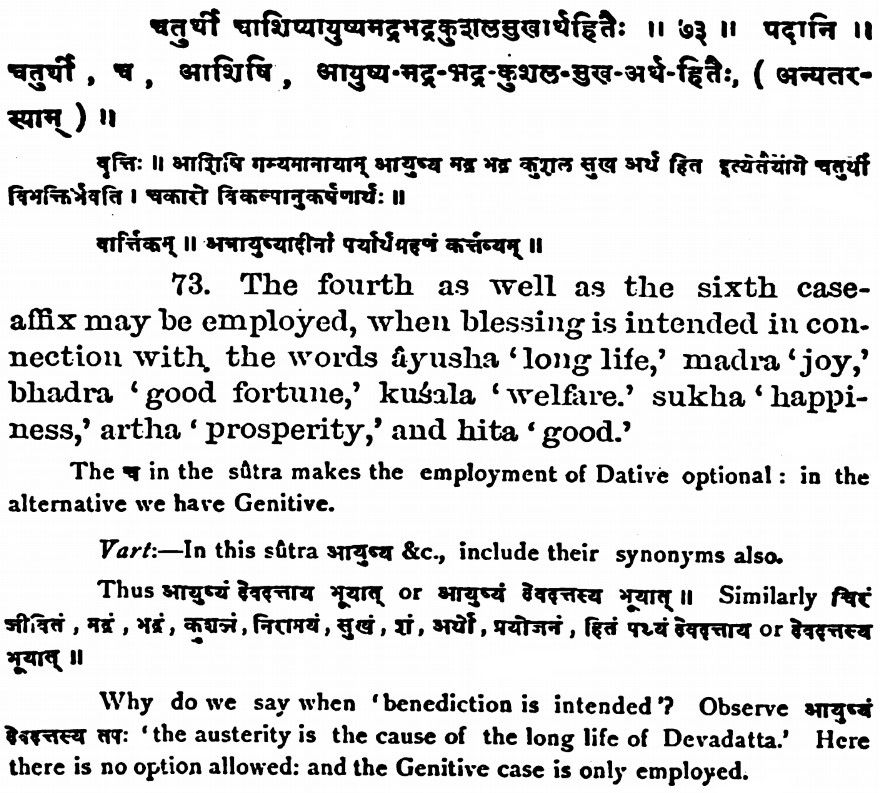 चतुर्थी चाशिष्यायुष्यमद्रभद्रकुशलसुखार्थहितैः ॥ ७३ ॥ पदानि ॥
चतुर्थी , च , आशिषि , आयुष्य-मद्र-भद्र-कुशल-सुख-अर्थ-हितैः, ( अन्यतर-
स्याम् ) ॥
वृत्तिः ॥ आशिषि गम्यमानायाम् आयुष्य मद्र भद्र कुशल सुख अर्थ हित इत्येतैर्योगे चतुर्थी
विभक्तिर्भवति । चकारो विकल्पानुकर्षणार्थः ॥
वार्त्तिकम् ॥ अत्रायुष्यादीनां पर्यायग्रहणं कर्त्तव्यम् ॥
73. The fourth as well as the sixth case-
affix may be employed, when blessing is intended in con-
nection with the words âyusha ‘long life,’ madra ‘joy,’
bhadra ‘good fortune,’ kuśala ‘welfare.’ sukha ‘happi-
ness,’ artha ‘prosperity,’ and hita ‘good.’
The च in the sûtra makes the employment of Dative optional: in the
alternative we have Genitive.
Vart:—In this sûtra आयुष्य &c., include their synonyms also.
Thus आयुष्यं देवदत्ताय भूयात् or आयुष्यं देवदत्तस्य भूयात् ॥ Similarly चिरं
जीवितं , मद्रं , भद्रं , कुशलं, निरामयं, सुखं, शं, अर्थो, प्रयोजनं, हितं पथ्यं देवदत्ताय or देवदत्तस्य
भूयात् ॥
Why do we say when ‘benediction is intended’? Observe आयुष्यं
देवदत्तस्य तपः ‘the austerity is the cause of the long life of Devadatta.’ Here
there is no option allowed: and the Genitive case is only employed.